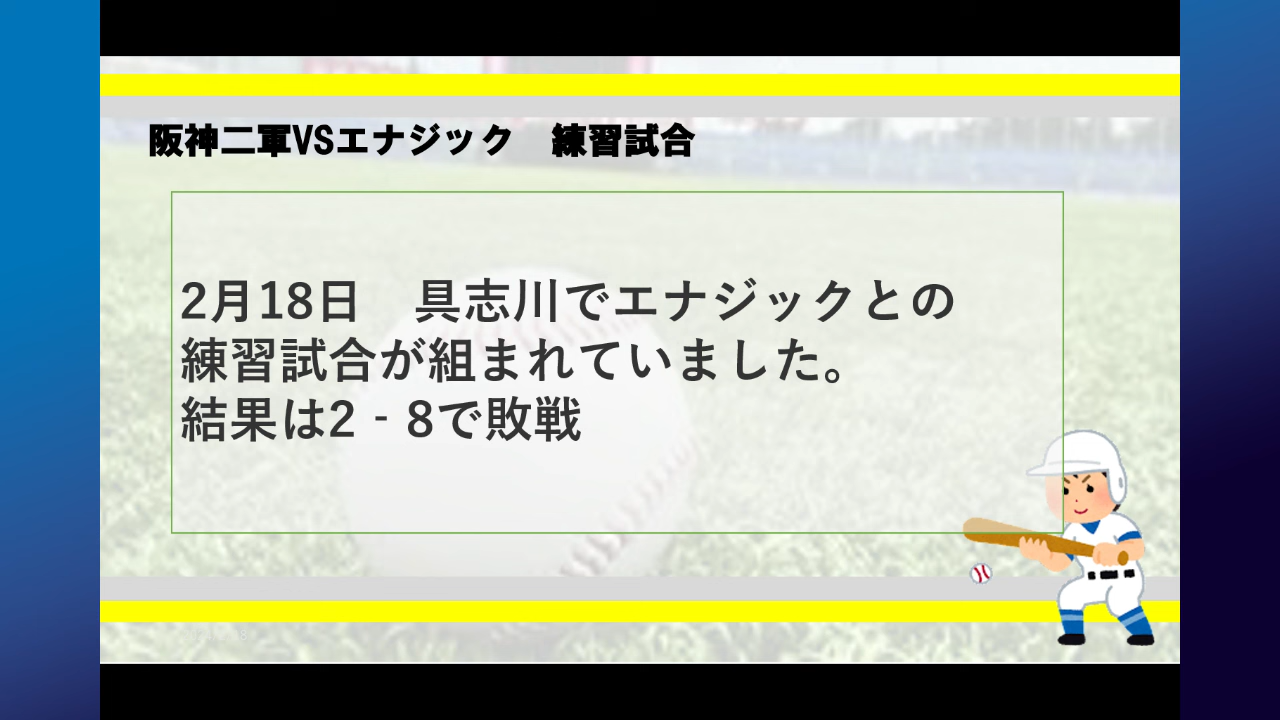 阪神二軍VSエナジック　練習試合
2月18日　具志川でエナジックとの
練習試合が組まれていました。
結果は2‐8で敗戦